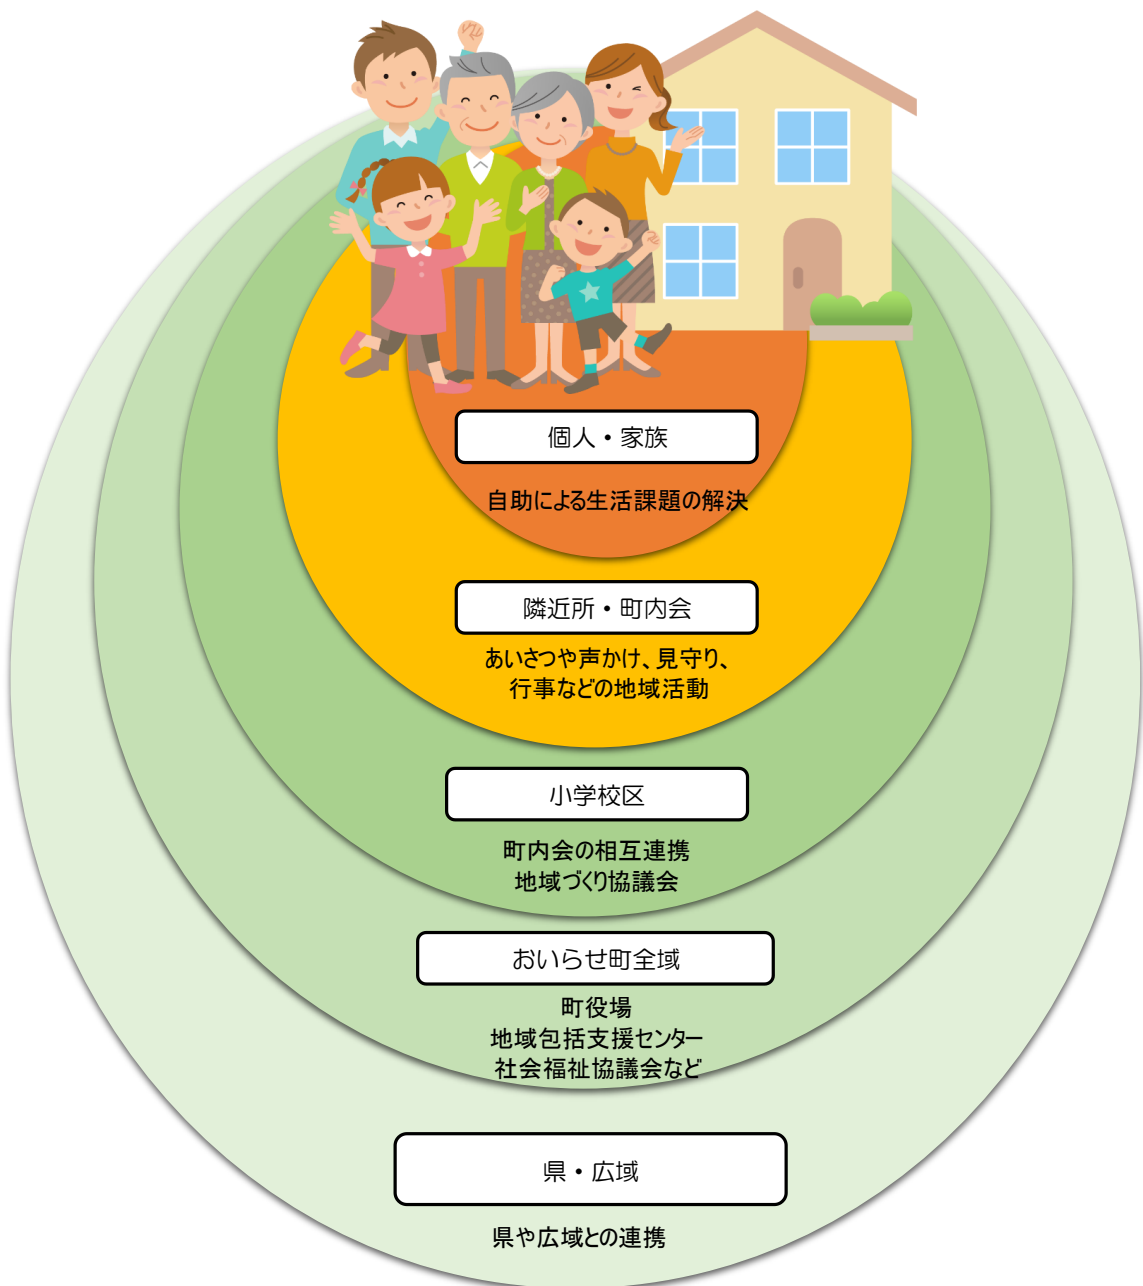 個人・家族
自助による生活課題の解決
隣近所・町内会
あいさつや声かけ、見守り、
行事などの地域活動
小学校区
町内会の相互連携
地域づくり協議会
おいらせ町全域
町役場
地域包括支援センター
社会福祉協議会など
県・広域
県や広域との連携